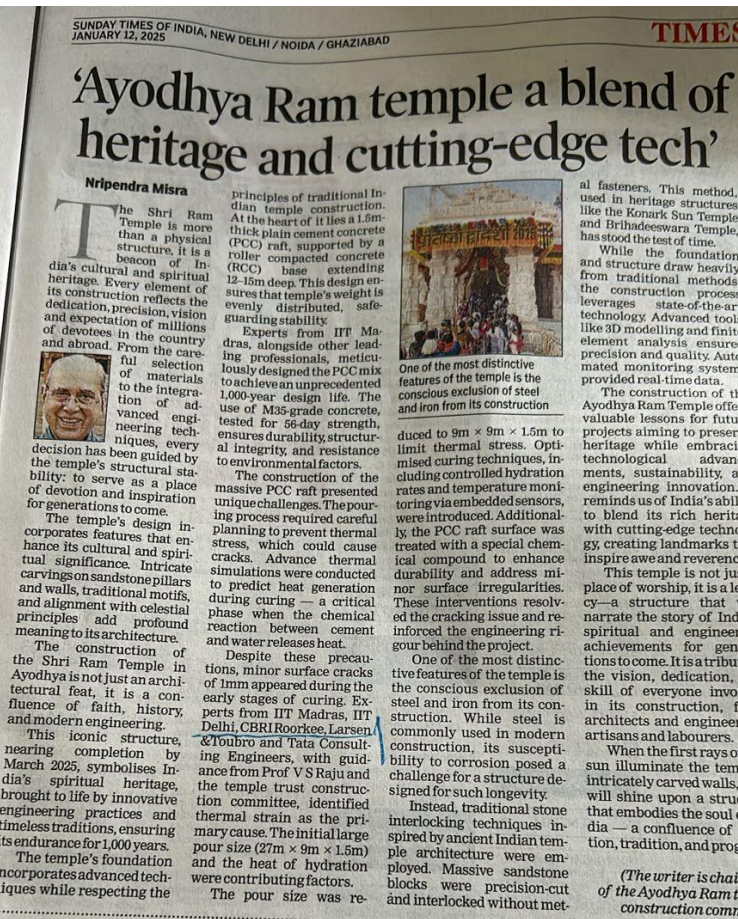 SUNDAY TIMES OF INDIA, NEW DELHI / NOIDA / GHAZIABAD
JANUARY 12, 2025
TIMES
'Ayodhya Ram temple a blend of
heritage and cutting-edge tech'
Nripendra Misra
The Shri Ram
Temple is more
than a physical
structure, it is a
beacon of In-
dia's cultural and spiritual
heritage. Every element of
its construction reflects the
dedication, precision, vision
and expectation of millions
of devotees in the country
and abroad. From the care-
ful selection
of materials
to the integra-
tion of ad-
vanced engi-
neering tech-
niques, every
decision has been guided by
the temple's structural sta-
bility: to serve as a place
of devotion and inspiration
for generations to come.
The temple's design in-
corporates features that en-
hance its cultural and spiri-
tual significance. Intricate
carvings on sandstone pillars
and walls, traditional motifs,
and alignment with celestial
principles add profound
meaning to its architecture.
The construction of
the Shri Ram Temple in
Ayodhya is not just an archi-
tectural feat, it is a con-
fluence of faith, history,
and modern engineering.
This iconic structure,
nearing completion by
March 2025, symbolises In-
dia's spiritual heritage,
brought to life by innovative
engineering practices and
timeless traditions, ensuring
its endurance for 1,000 years.
The temple's foundation
incorporates advanced tech-
niques while respecting the
principles of traditional In-
dian temple construction.
At the heart of it lies a 1.5m-
thick plain cement concrete
(PCC) raft, supported by a
roller compacted concrete
(RCC) base extending
12–15m deep. This design en-
sures that temple's weight is
evenly distributed, safe-
guarding stability.
Experts from IIT Ma-
dras, alongside other lead-
ing professionals, meticu-
lously designed the PCC mix
to achieve an unprecedented
1,000-year design life. The
use of M35-grade concrete,
tested for 56-day strength,
ensures durability, structur-
al integrity, and resistance
to environmental factors.
The construction of the
massive PCC raft presented
unique challenges. The pour-
ing process required careful
planning to prevent thermal
stress, which could cause
cracks. Advance thermal
simulations were conducted
to predict heat generation
during curing — a critical
phase when the chemical
reaction between cement
and water releases heat.
Despite these precau-
tions, minor surface cracks
of 1mm appeared during the
early stages of curing. Ex-
perts from IIT Madras, IIT
Delhi, CBRI Roorkee, Larsen
&Toubro and Tata Consult-
ing Engineers, with guid-
ance from Prof V S Raju and
the temple trust construc-
tion committee, identified
thermal strain as the pri-
mary cause. The initial large
pour size (27m × 9m × 1.5m)
and the heat of hydration
were contributing factors.
The pour size was re-
One of the most distinctive
features of the temple is the
conscious exclusion of steel
and iron from its construction
duced to 9m × 9m × 1.5m to
limit thermal stress. Opti-
mised curing techniques, in-
cluding controlled hydration
rates and temperature moni-
toring via embedded sensors,
were introduced. Additional-
ly, the PCC raft surface was
treated with a special chem-
ical compound to enhance
durability and address mi-
nor surface irregularities.
These interventions resolv-
ed the cracking issue and re-
inforced the engineering ri-
gour behind the project.
One of the most distinc-
tive features of the temple is
the conscious exclusion of
steel and iron from its con-
struction. While steel is
commonly used in modern
construction, its suscepti-
bility to corrosion posed a
challenge for a structure de-
signed for such longevity.
Instead, traditional stone
interlocking techniques in-
spired by ancient Indian tem-
ple architecture were em-
ployed. Massive sandstone
blocks were precision-cut
and interlocked without met-
al fasteners. This method,
used in heritage structures
like the Konark Sun Temple
and Brihadeeswara Temple,
has stood the test of time.
While the foundation
and structure draw heavily
from traditional methods
the construction process
leverages state-of-the-ar
technology. Advanced tool
like 3D modelling and finit
element analysis ensure
precision and quality. Auto
mated monitoring system
provided real-time data.
The construction of th
Ayodhya Ram Temple offe
valuable lessons for futu
projects aiming to preser
heritage while embraci
technological advan
ments, sustainability, a
engineering innovation.
reminds us of India's abil
to blend its rich herita
with cutting-edge techno
gy, creating landmarks t
inspire awe and reverenc
This temple is not jus
place of worship, it is a le
cy—a structure that
narrate the story of Ind
spiritual and engineer
achievements for gen
tions to come. It is a tribu
the vision, dedication,
skill of everyone invo
in its construction, f
architects and engineer
artisans and labourers.
When the first rays o
sun illuminate the tem
intricately carved walls,
will shine upon a struc
that embodies the soul o
dia — a confluence of
tion, tradition, and prog
(The writer is chai
of the Ayodhya Ram t
construction comm